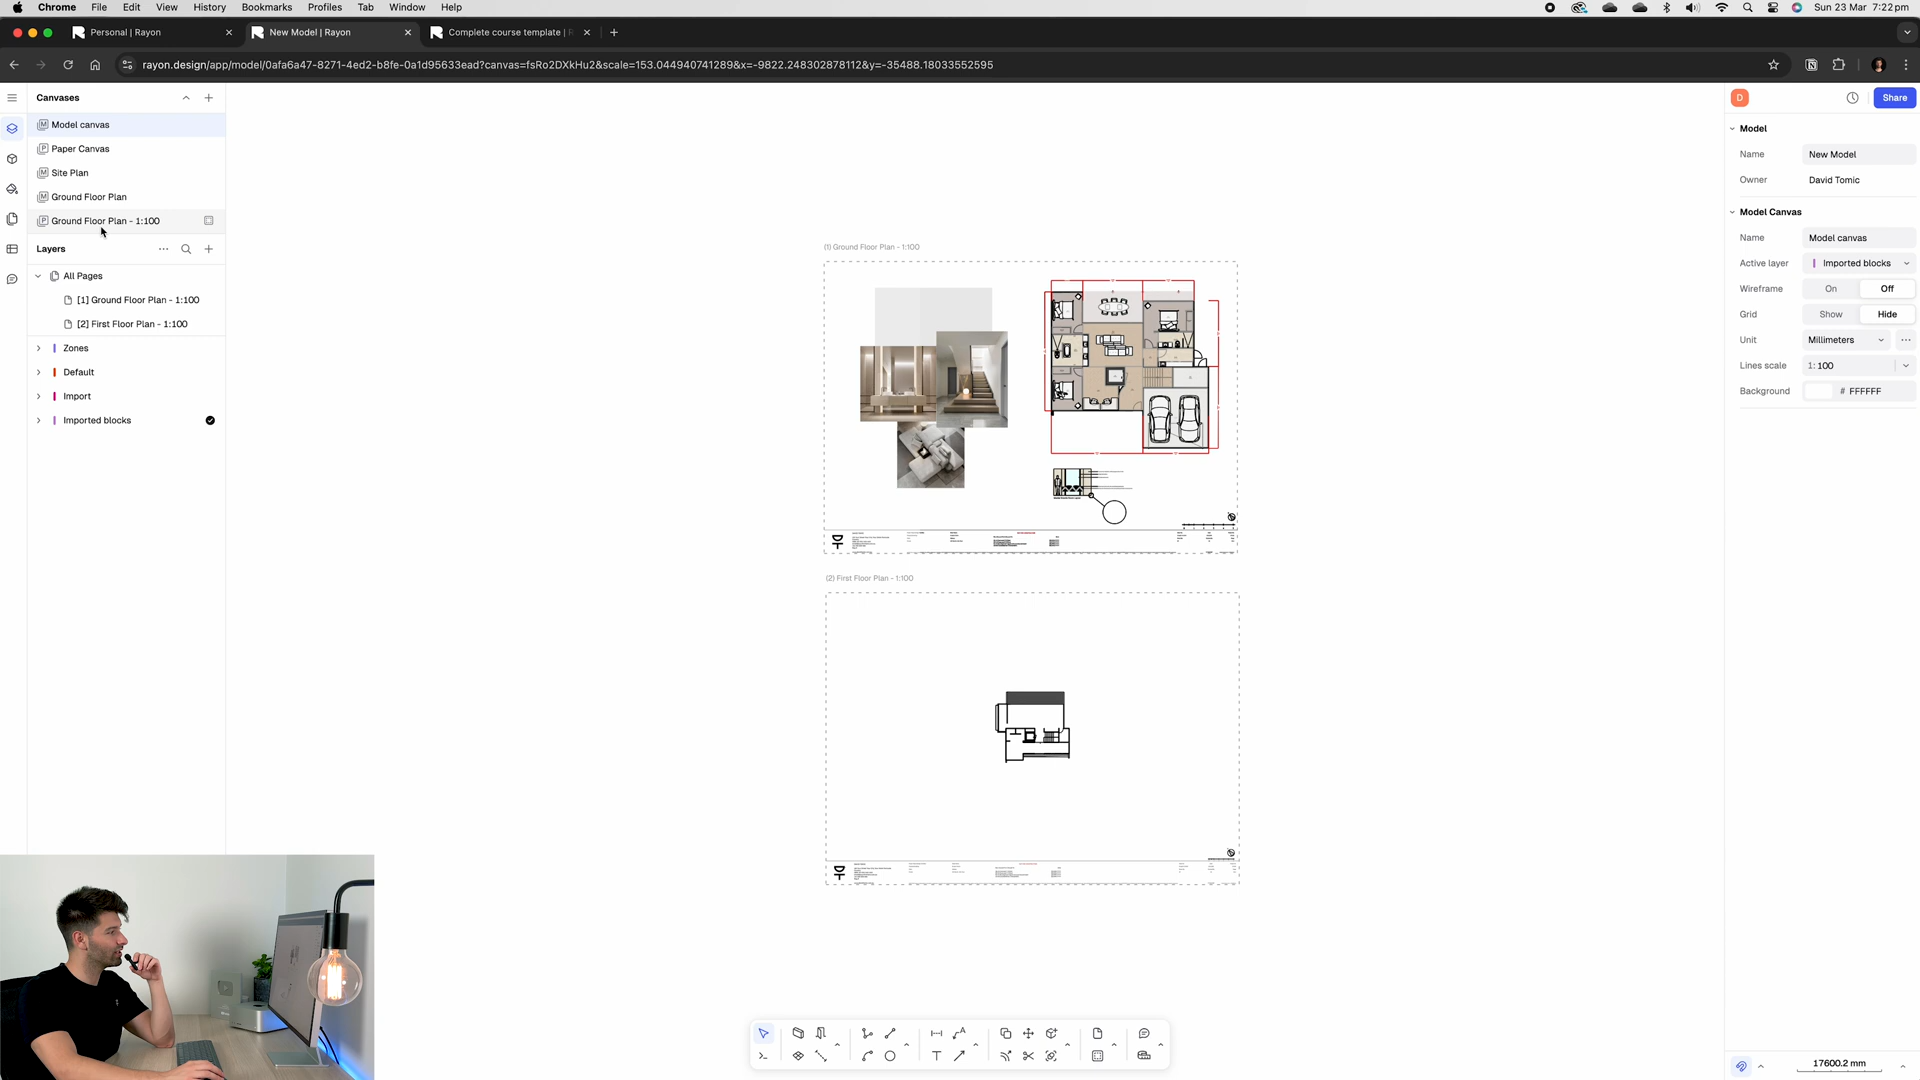 Chrome File Edit View History Bookmarks Profiles Tab Window Help
Sun 23 Mar 7:22 pm
Personal | Rayon
New Model | Rayon
Complete course template |
rayon.design/app/model/0afa6a47-8271-4ed2-b8fe-0a1d95633ead?canvas=fsRo2DXkHu2&scale=153.044940741289&x=-9822.248302878112&y=-35488.18033552595
Canvases
Model canvas
Paper Canvas
Site Plan
Ground Floor Plan
Ground Floor Plan - 1:100
Layers
All Pages
[1] Ground Floor Plan - 1:100
[2] First Floor Plan - 1:100
Zones
Default
Import
Imported blocks
(1) Ground Floor Plan - 1:100
(2) First Floor Plan - 1:100
D
Share
Model
Name New Model
Owner David Tomic
Model Canvas
Name Model canvas
Active layer Imported blocks
Wireframe On Off
Grid Show Hide
Unit Millimeters
Lines scale 1: 100
Background # FFFFFF
17600.2 mm